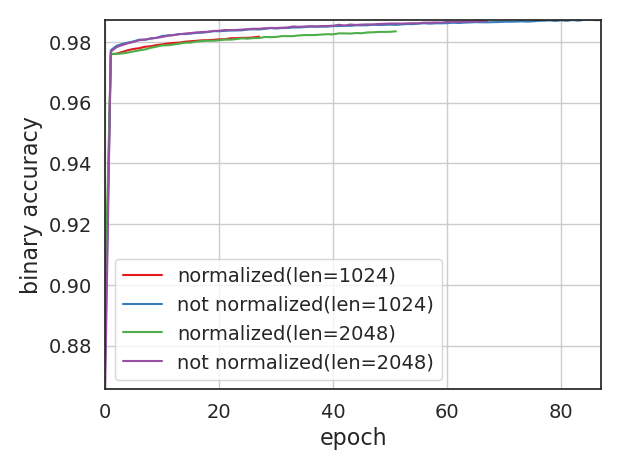 0.98
0.96
0.94
0.92
0.90
0.88
binary accuracy
normalized(len=1024)
not normalized(len=1024)
normalized(len=2048)
not normalized(len=2048)
0 20 40 60 80
epoch